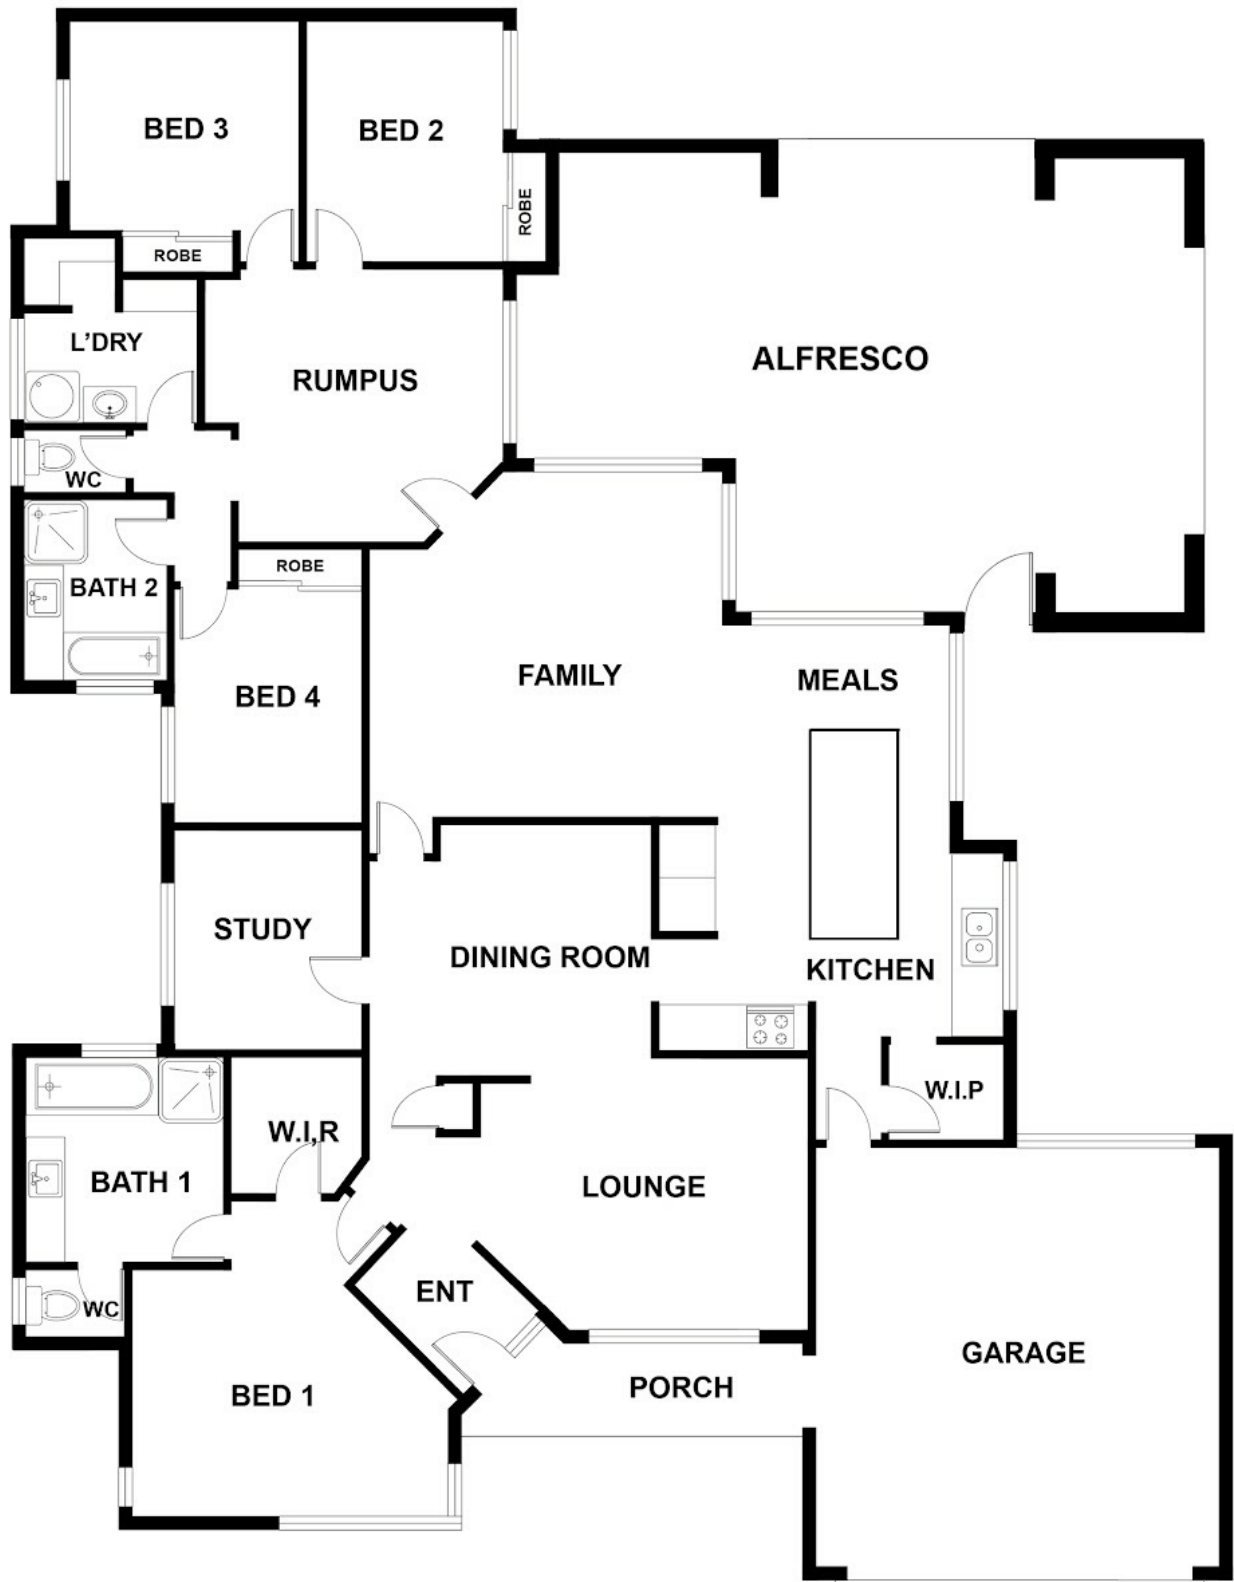 BED 3
BED 2
ROBE
ROBE
L'DRY
RUMPUS
ALFRESCO
WC
ROBE
BATH 2
BED 4
FAMILY
MEALS
STUDY
DINING ROOM
KITCHEN
W.I.P
W.I,R
BATH 1
LOUNGE
ENT
WC
GARAGE
BED 1
PORCH